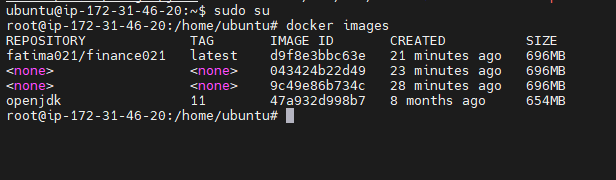 ubuntu@ip-172-31-46-20:~$ sudo su
root@ip-172-31-46-20:/home/ubuntu# docker images
REPOSITORY TAG IMAGE ID CREATED SIZE
fatima021/finance021 latest d9f8e3bbc63e 21 minutes ago 696MB
<none> <none> 043424b22d49 23 minutes ago 696MB
<none> <none> 9c49e86b734c 28 minutes ago 696MB
openjdk 11 47a932d998b7 8 months ago 654MB
root@ip-172-31-46-20:/home/ubuntu#